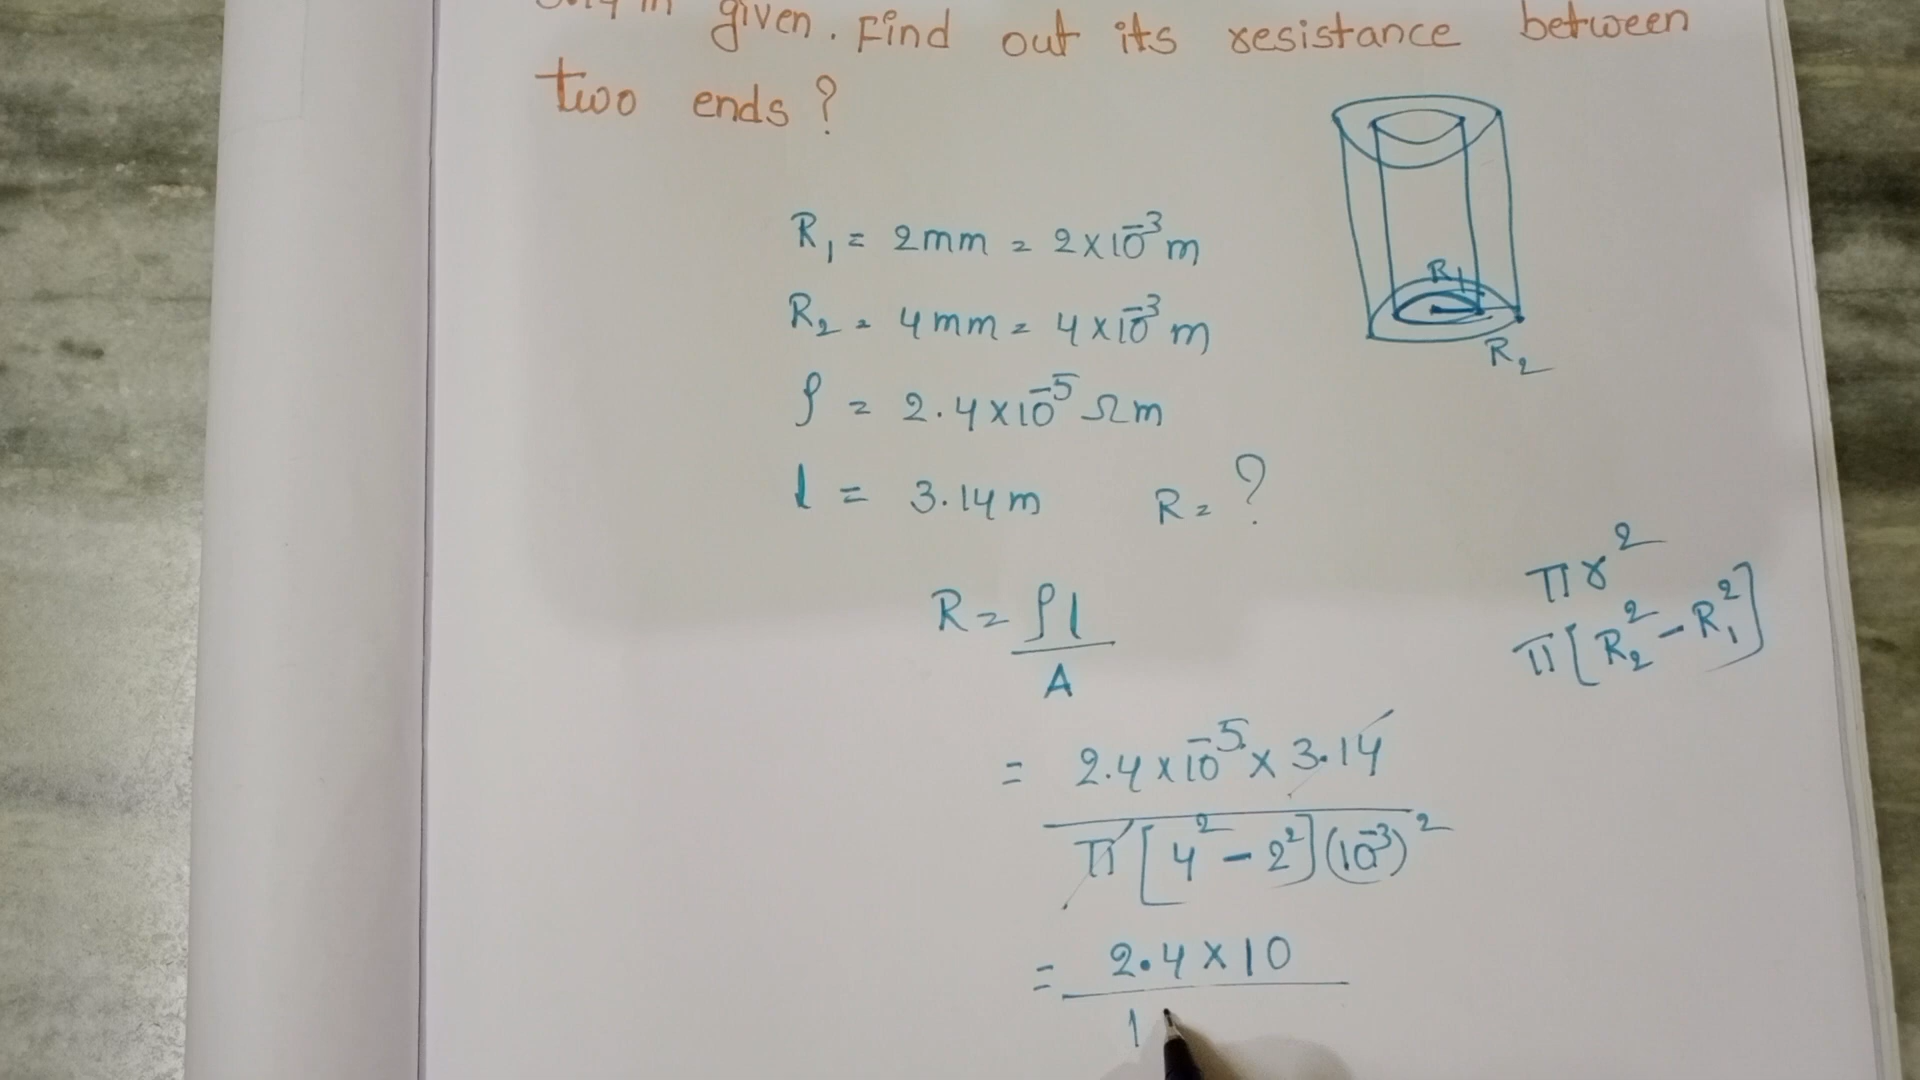 given. Find out its resistance between
two ends?
R₁ = 2mm = 2×10⁻³m
R₂ = 4mm = 4×10⁻³m
ρ = 2.4×10⁻⁵ Ωm
l = 3.14m R = ?
R₁
R₂
R = ρl
A
πr²
π[R₂² - R₁²]
= 2.4×10⁻⁵ × 3.14
π[4² - 2²](10⁻³)²
= 2.4×10
1